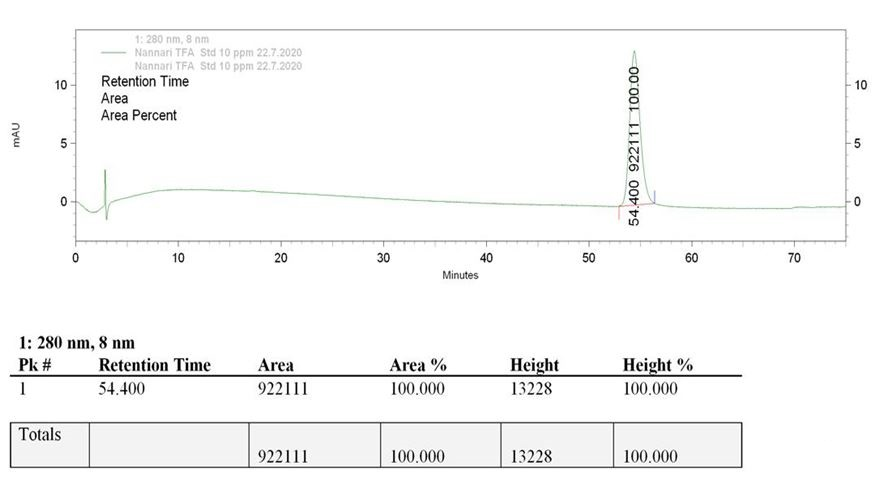 1: 280 nm, 8 nm
Nannari TFA Std 10 ppm 22.7.2020
Nannari TFA Std 10 ppm 22.7.2020
Retention Time
Area
Area Percent
mAU
10
5
0
10
5
0
54.400 922111 100.00
0 10 20 30 40 50 60 70
Minutes
1: 280 nm, 8 nm
Pk # Retention Time Area Area % Height Height %
1 54.400 922111 100.000 13228 100.000
Totals
922111 100.000 13228 100.000